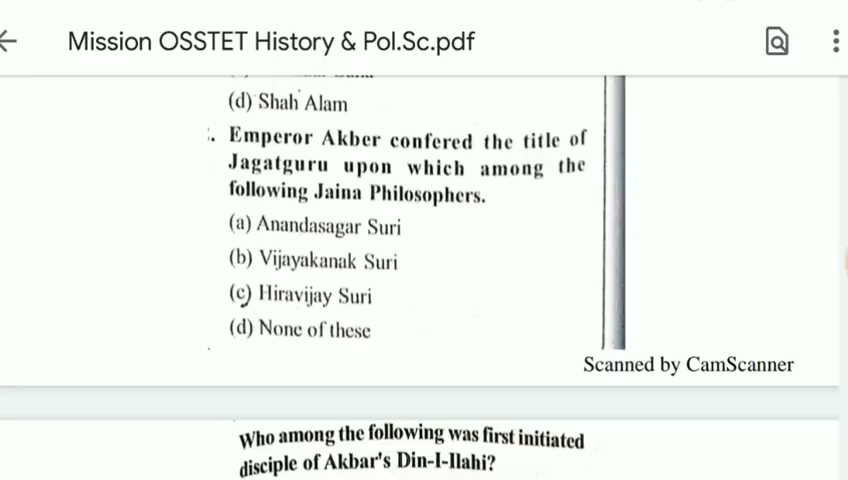 Mission OSSTET History & Pol.Sc.pdf
(d) Shah Alam
Emperor Akber confered the title of
Jagatguru upon which among the
following Jaina Philosophers.
(a) Anandasagar Suri
(b) Vijayakanak Suri
(c) Hiravijay Suri
(d) None of these
Scanned by CamScanner
Who among the following was first initiated
disciple of Akbar's Din-I-Ilahi?